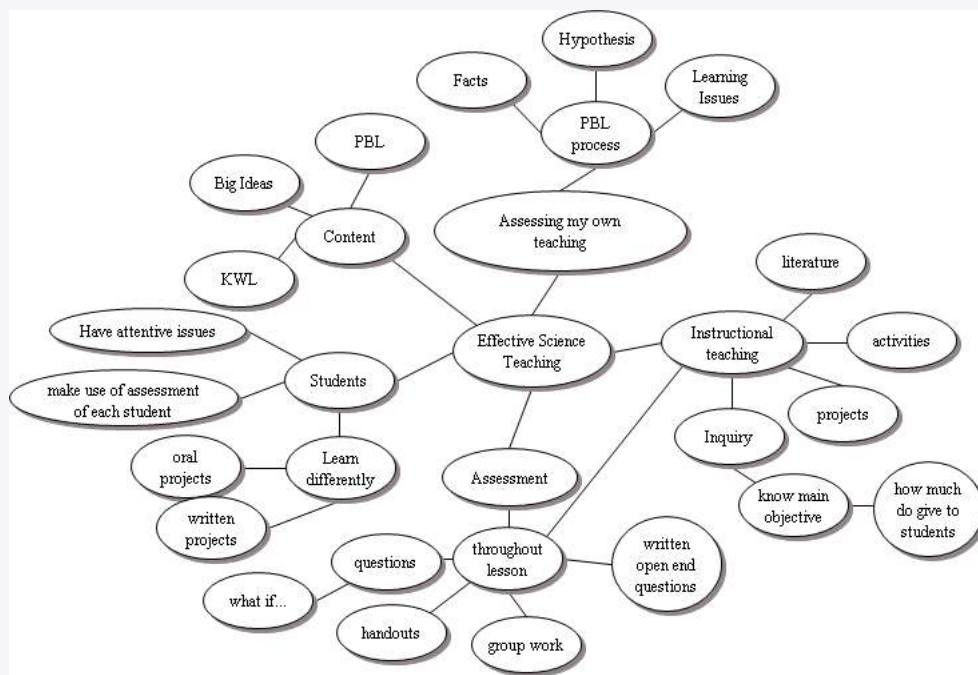 Hypothesis
Facts
Learning
Issues
PBL
process
PBL
Big Ideas
Content
KWL
Assessing my own
teaching
literature
Have attentive issues
Effective Science
Teaching
Instructional
teaching
activities
Students
make use of assessment
of each student
projects
Inquiry
oral
projects
Learn
differently
Assessment
know main
objective
how much
do give to
students
written
projects
questions
throughout
lesson
written
open end
questions
what if...
handouts
group work